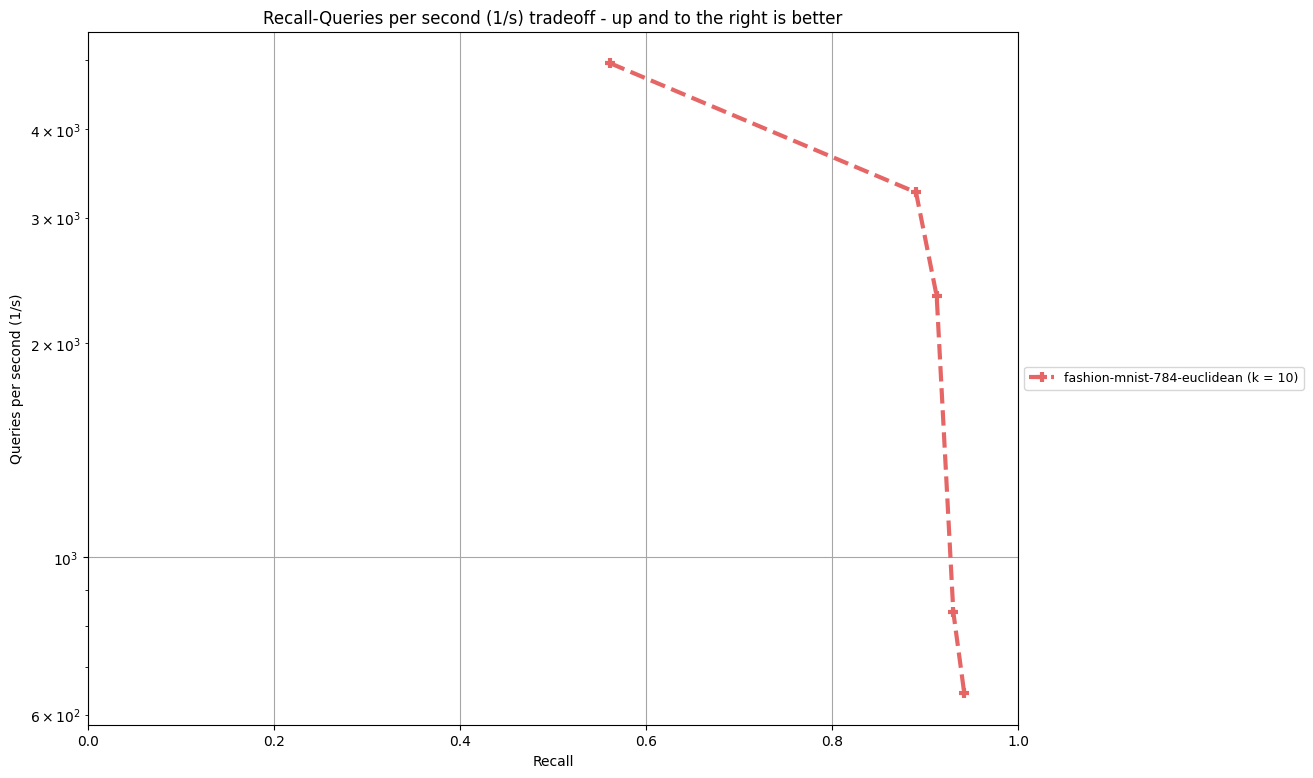 Recall-Queries per second (1/s) tradeoff - up and to the right is better
Queries per second (1/s)
4 × 10³
3 × 10³
2 × 10³
10³
6 × 10²
0.0 0.2 0.4 0.6 0.8 1.0
Recall
fashion-mnist-784-euclidean (k = 10)